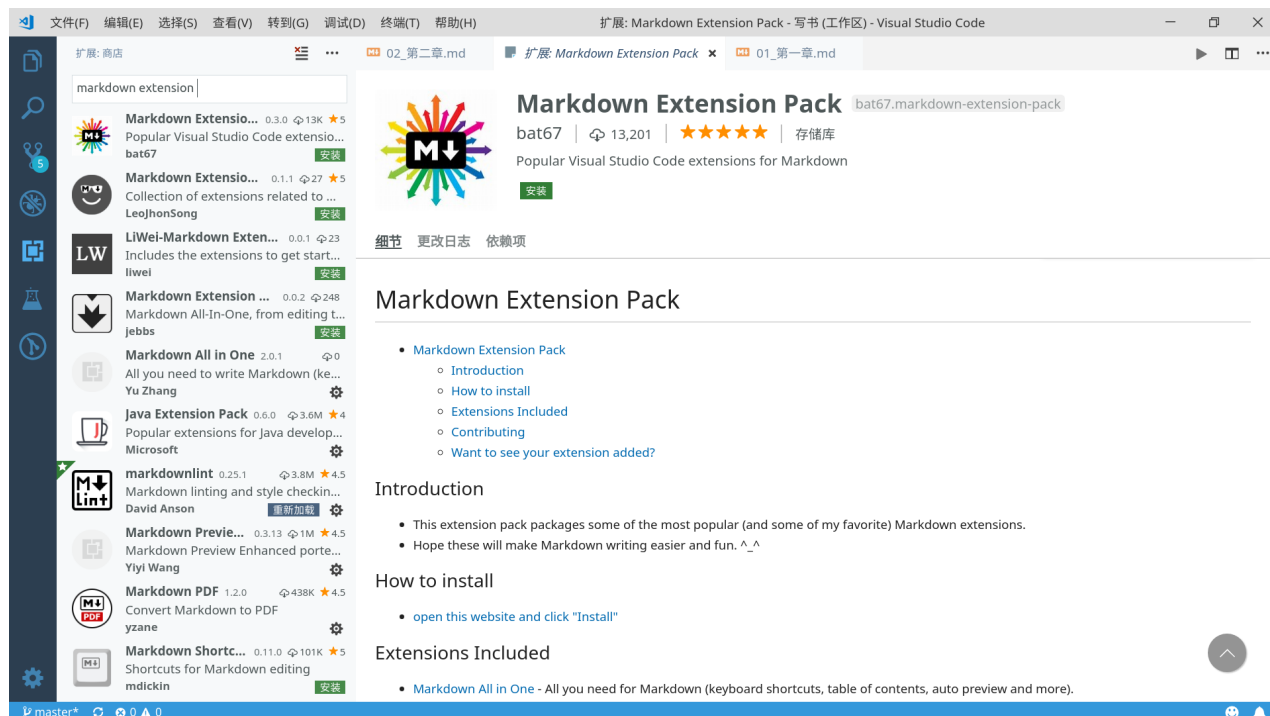 文件(F) 编辑(E) 选择(S) 查看(V) 转到(G) 调试(D) 终端(T) 帮助(H) 扩展: Markdown Extension Pack - 写书 (工作区) - Visual Studio Code
扩展: 商店
02_第二章.md
扩展: Markdown Extension Pack
01_第一章.md
markdown extension
Markdown Extensio... 0.3.0 13K ★5
Popular Visual Studio Code extensio...
bat67 安装
Markdown Extensio... 0.1.1 27 ★5
Collection of extensions related to ...
LeoJhonSong 安装
LW
LiWei-Markdown Exten... 0.0.1 23
Includes the extensions to get start...
liwei 安装
Markdown Extension ... 0.0.2 248
Markdown All-In-One, from editing t...
jebbs 安装
Markdown All in One 2.0.1 0
All you need to write Markdown (ke...
Yu Zhang
Java Extension Pack 0.6.0 3.6M ★4
Popular extensions for Java develop...
Microsoft
M lint
markdownlint 0.25.1 3.8M ★4.5
Markdown linting and style checkin...
David Anson 重新加载
Markdown Previe... 0.3.13 1M ★4.5
Markdown Preview Enhanced porte...
Yiyi Wang
M PDF
Markdown PDF 1.2.0 438K ★4.5
Convert Markdown to PDF
yzane
Markdown Shortc... 0.11.0 101K ★5
Shortcuts for Markdown editing
mdickin 安装
5
M↓
Markdown Extension Pack bat67.markdown-extension-pack
bat67 13,201 ★★★★★ 存储库
Popular Visual Studio Code extensions for Markdown
安装
细节 更改日志 依赖项
Markdown Extension Pack
Markdown Extension Pack
Introduction
How to install
Extensions Included
Contributing
Want to see your extension added?
Introduction
This extension pack packages some of the most popular (and some of my favorite) Markdown extensions.
Hope these will make Markdown writing easier and fun. ^_^
How to install
open this website and click "Install"
Extensions Included
Markdown All in One - All you need for Markdown (keyboard shortcuts, table of contents, auto preview and more).
master* 0 0